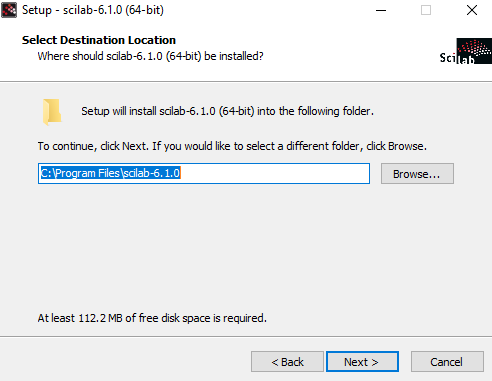 Setup - scilab-6.1.0 (64-bit)
Select Destination Location
Where should scilab-6.1.0 (64-bit) be installed?
Scilab
Setup will install scilab-6.1.0 (64-bit) into the following folder.
To continue, click Next. If you would like to select a different folder, click Browse.
C:\Program Files\scilab-6.1.0
Browse...
At least 112.2 MB of free disk space is required.
< Back
Next >
Cancel